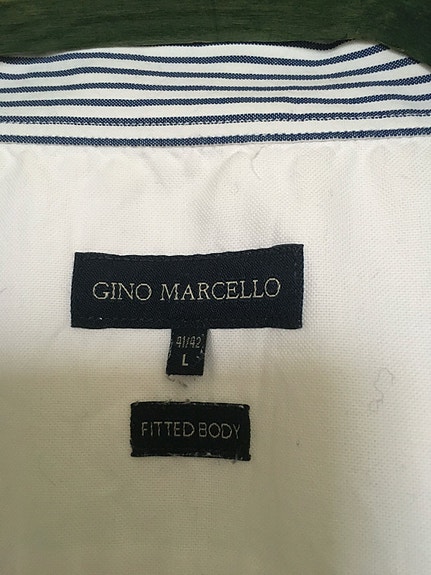 GINO MARCELLO
41/42
L
FITTED BODY